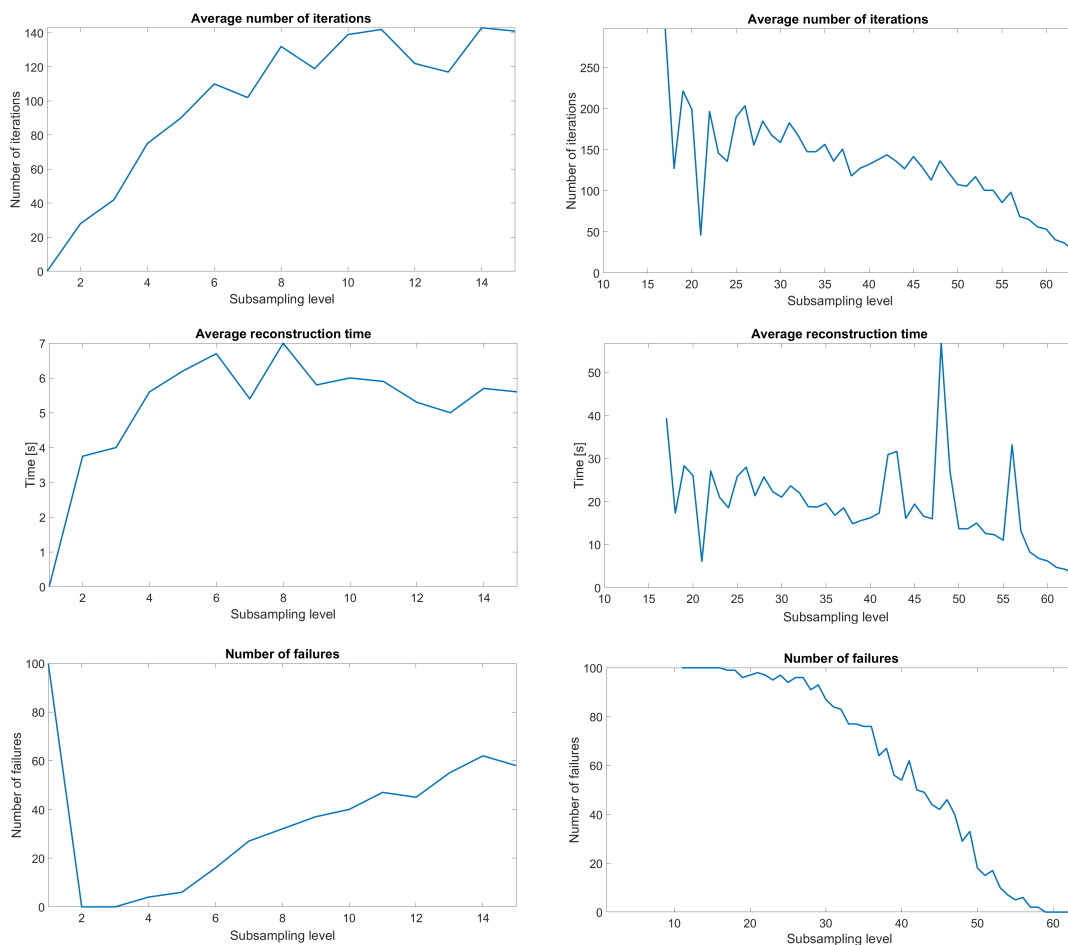 Average number of iterations
140
120
100
80
60
40
20
0
Number of iterations
2 4 6 8 10 12 14
Subsampling level
Average number of iterations
250
200
150
100
50
0
Number of iterations
10 15 20 25 30 35 40 45 50 55 60
Subsampling level
Average reconstruction time
7
6
5
4
3
2
1
0
Time [s]
2 4 6 8 10 12 14
Subsampling level
Average reconstruction time
50
40
30
20
10
0
Time [s]
10 15 20 25 30 35 40 45 50 55 60
Subsampling level
Number of failures
100
80
60
40
20
0
Number of failures
2 4 6 8 10 12 14
Subsampling level
Number of failures
100
80
60
40
20
0
Number of failures
10 20 30 40 50 60
Subsampling level